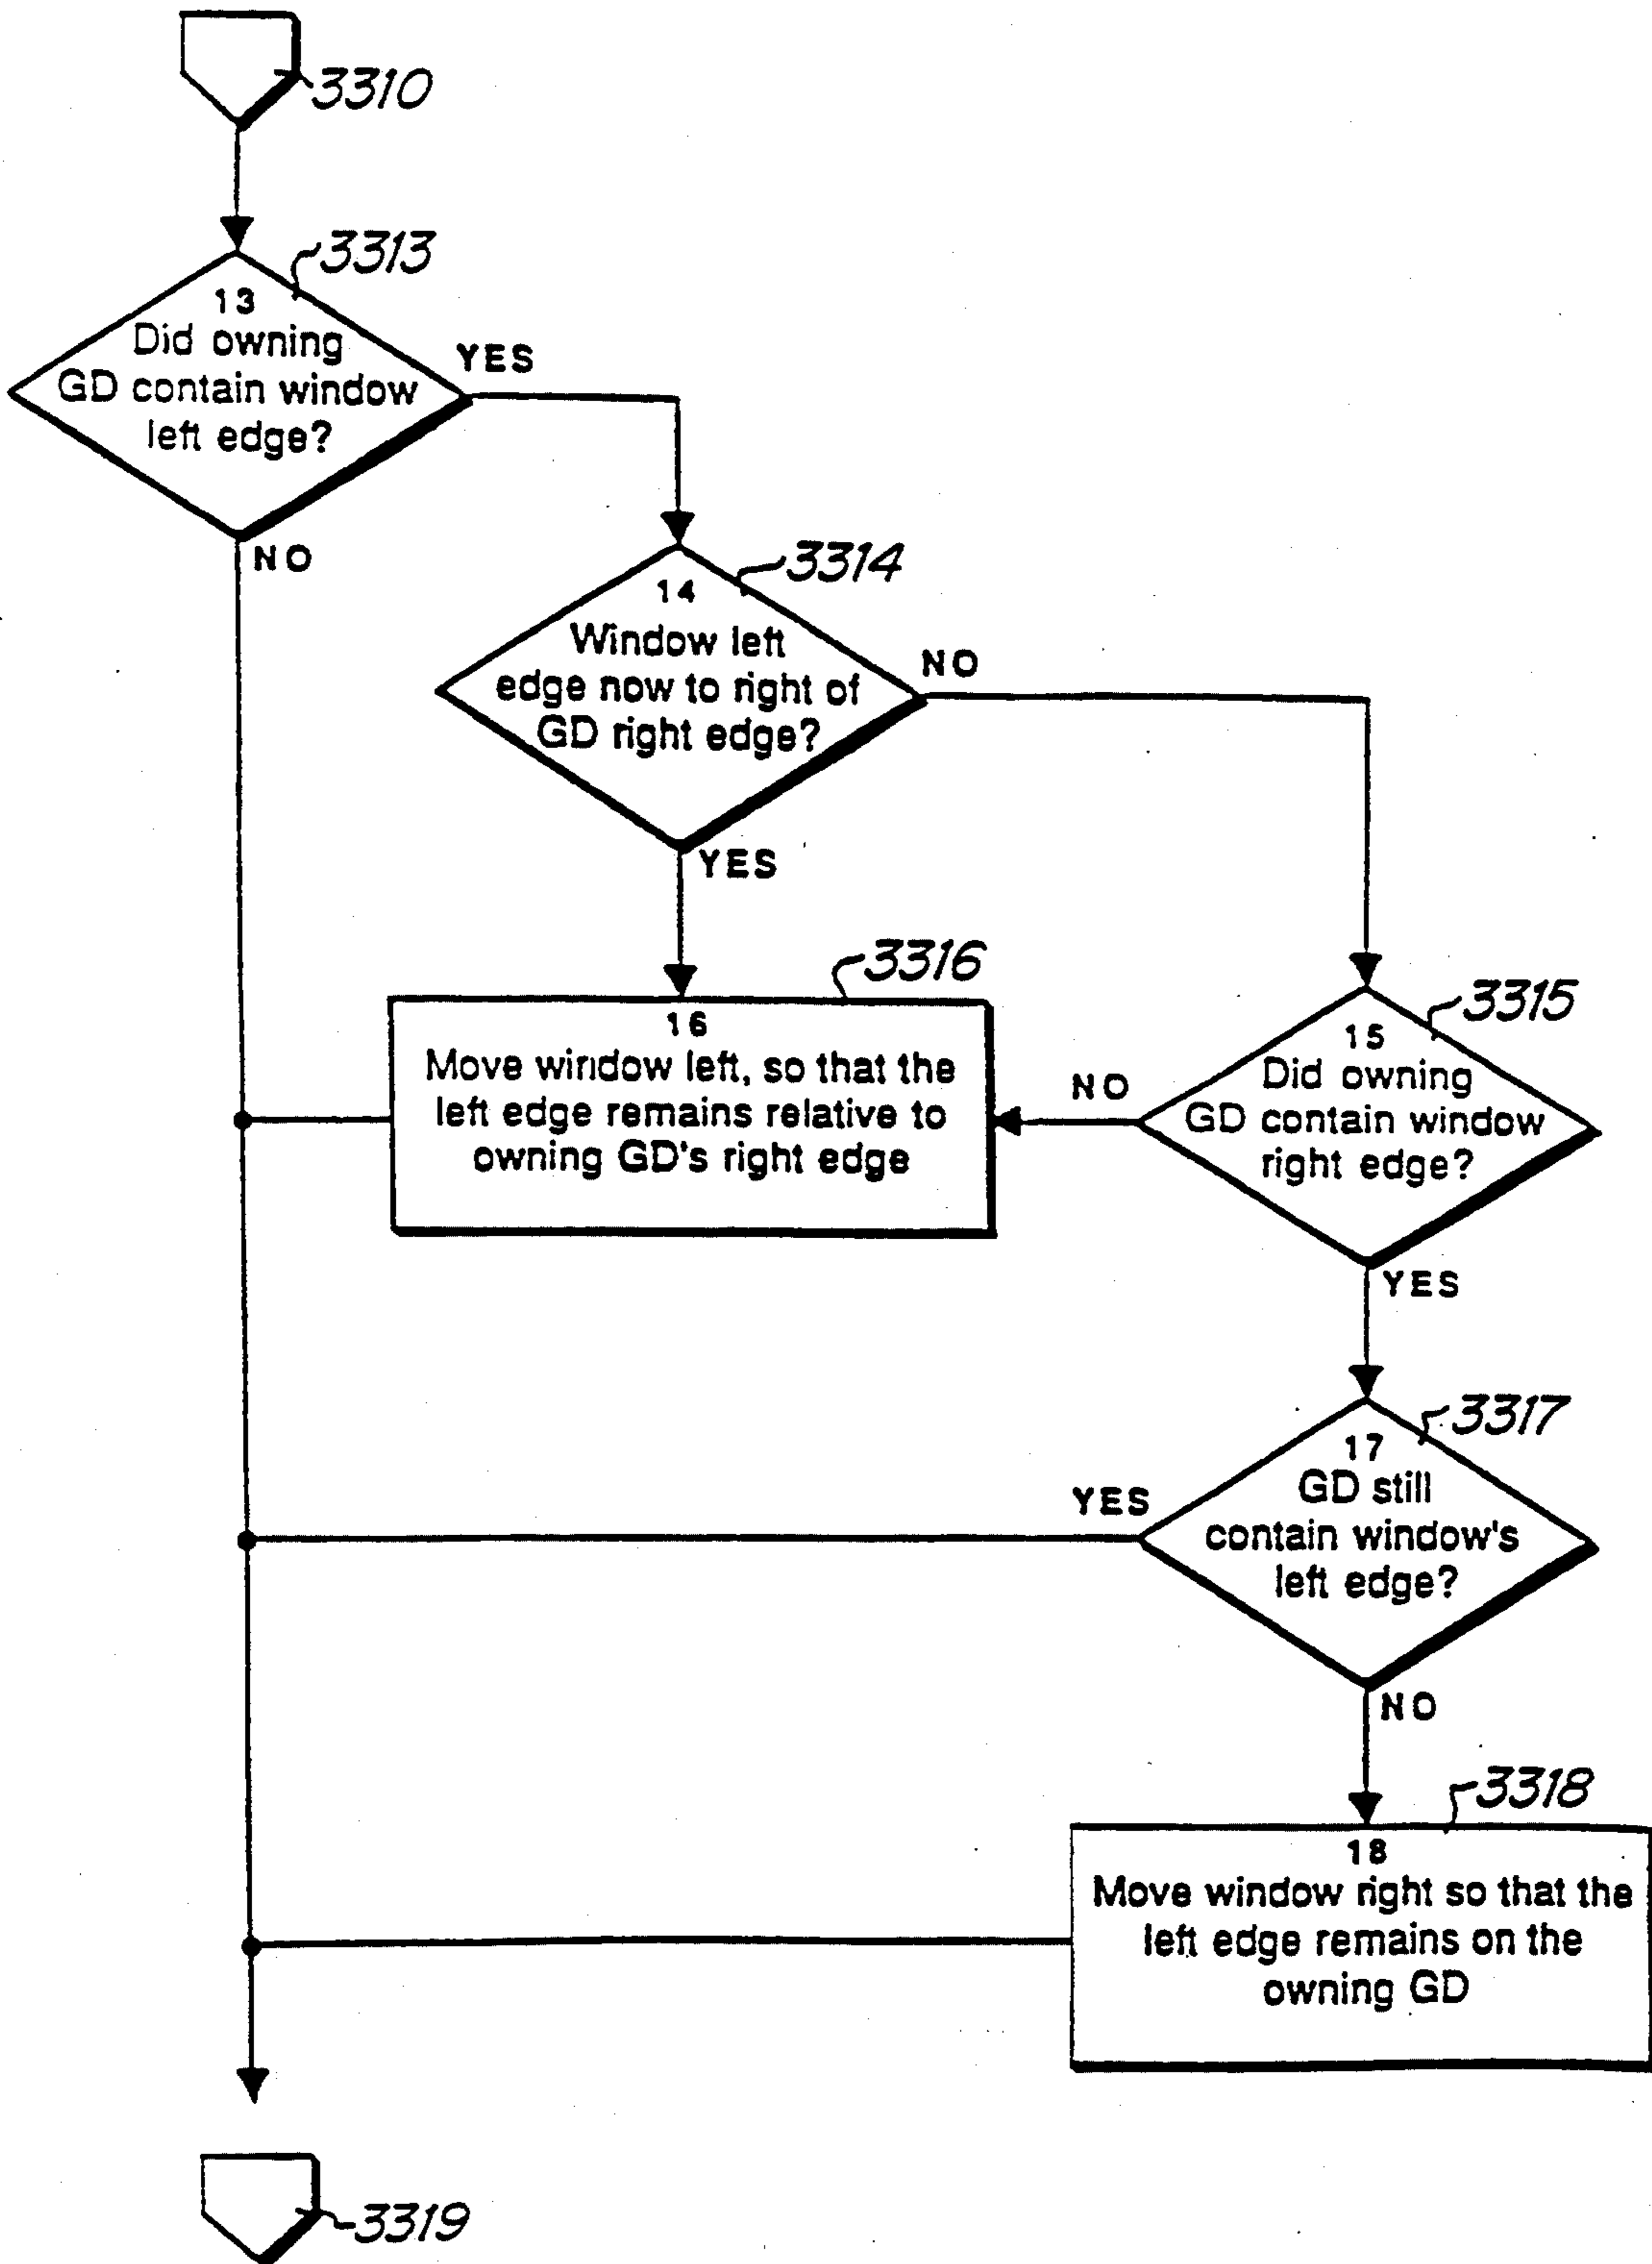 3310
3313
13
Did owning
GD contain window
left edge?
YES
NO
3314
14
Window left
edge now to right of
GD right edge?
NO
YES
3316
16
Move window left, so that the
left edge remains relative to
owning GD's right edge
3315
15
Did owning
GD contain window
right edge?
NO
YES
3317
17
GD still
contain window's
left edge?
YES
NO
3318
18
Move window right so that the
left edge remains on the
owning GD
3319